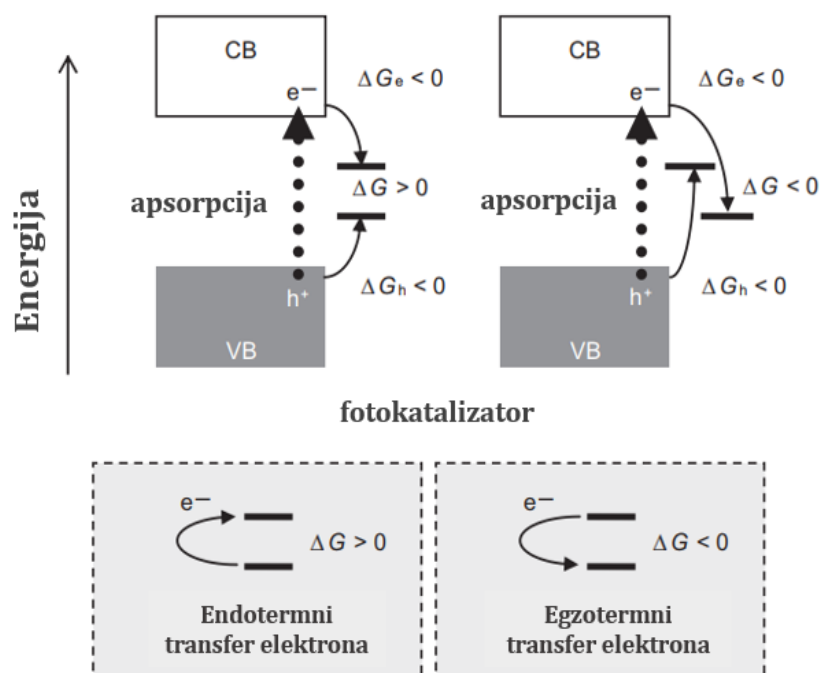 CB
e−
ΔGe < 0
apsorpcija
ΔG > 0
h+
VB
ΔGh < 0
CB
e−
ΔGe < 0
apsorpcija
ΔG < 0
h+
VB
ΔGh < 0
Energija
fotokatalizator
e−
ΔG > 0
Endotermni
transfer elektrona
e−
ΔG < 0
Egzotermni
transfer elektrona